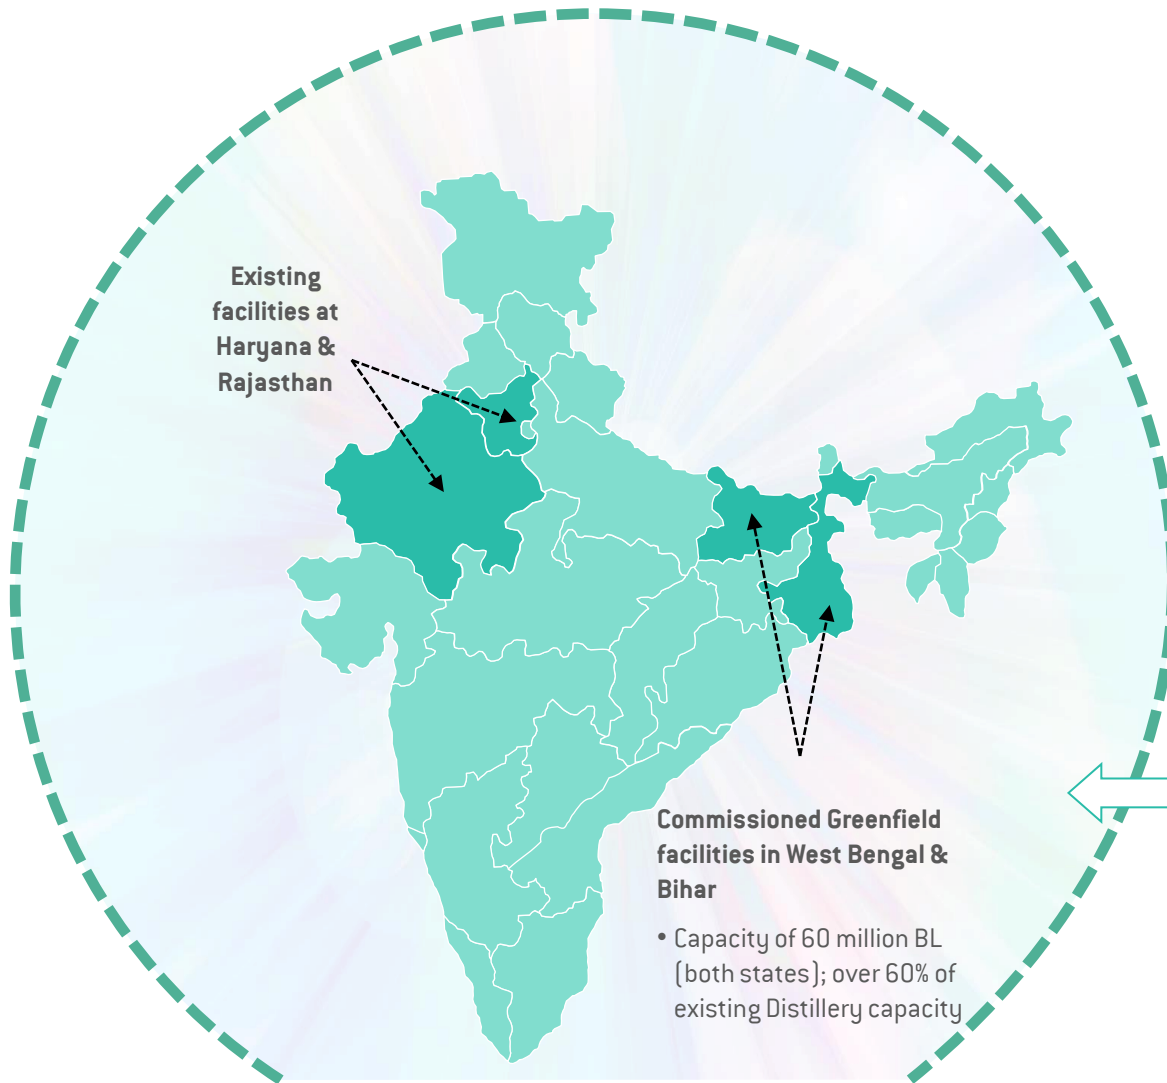 Existing
facilities at
Haryana &
Rajasthan
Commissioned Greenfield
facilities in West Bengal &
Bihar
• Capacity of 60 million BL
(both states); over 60% of
existing Distillery capacity